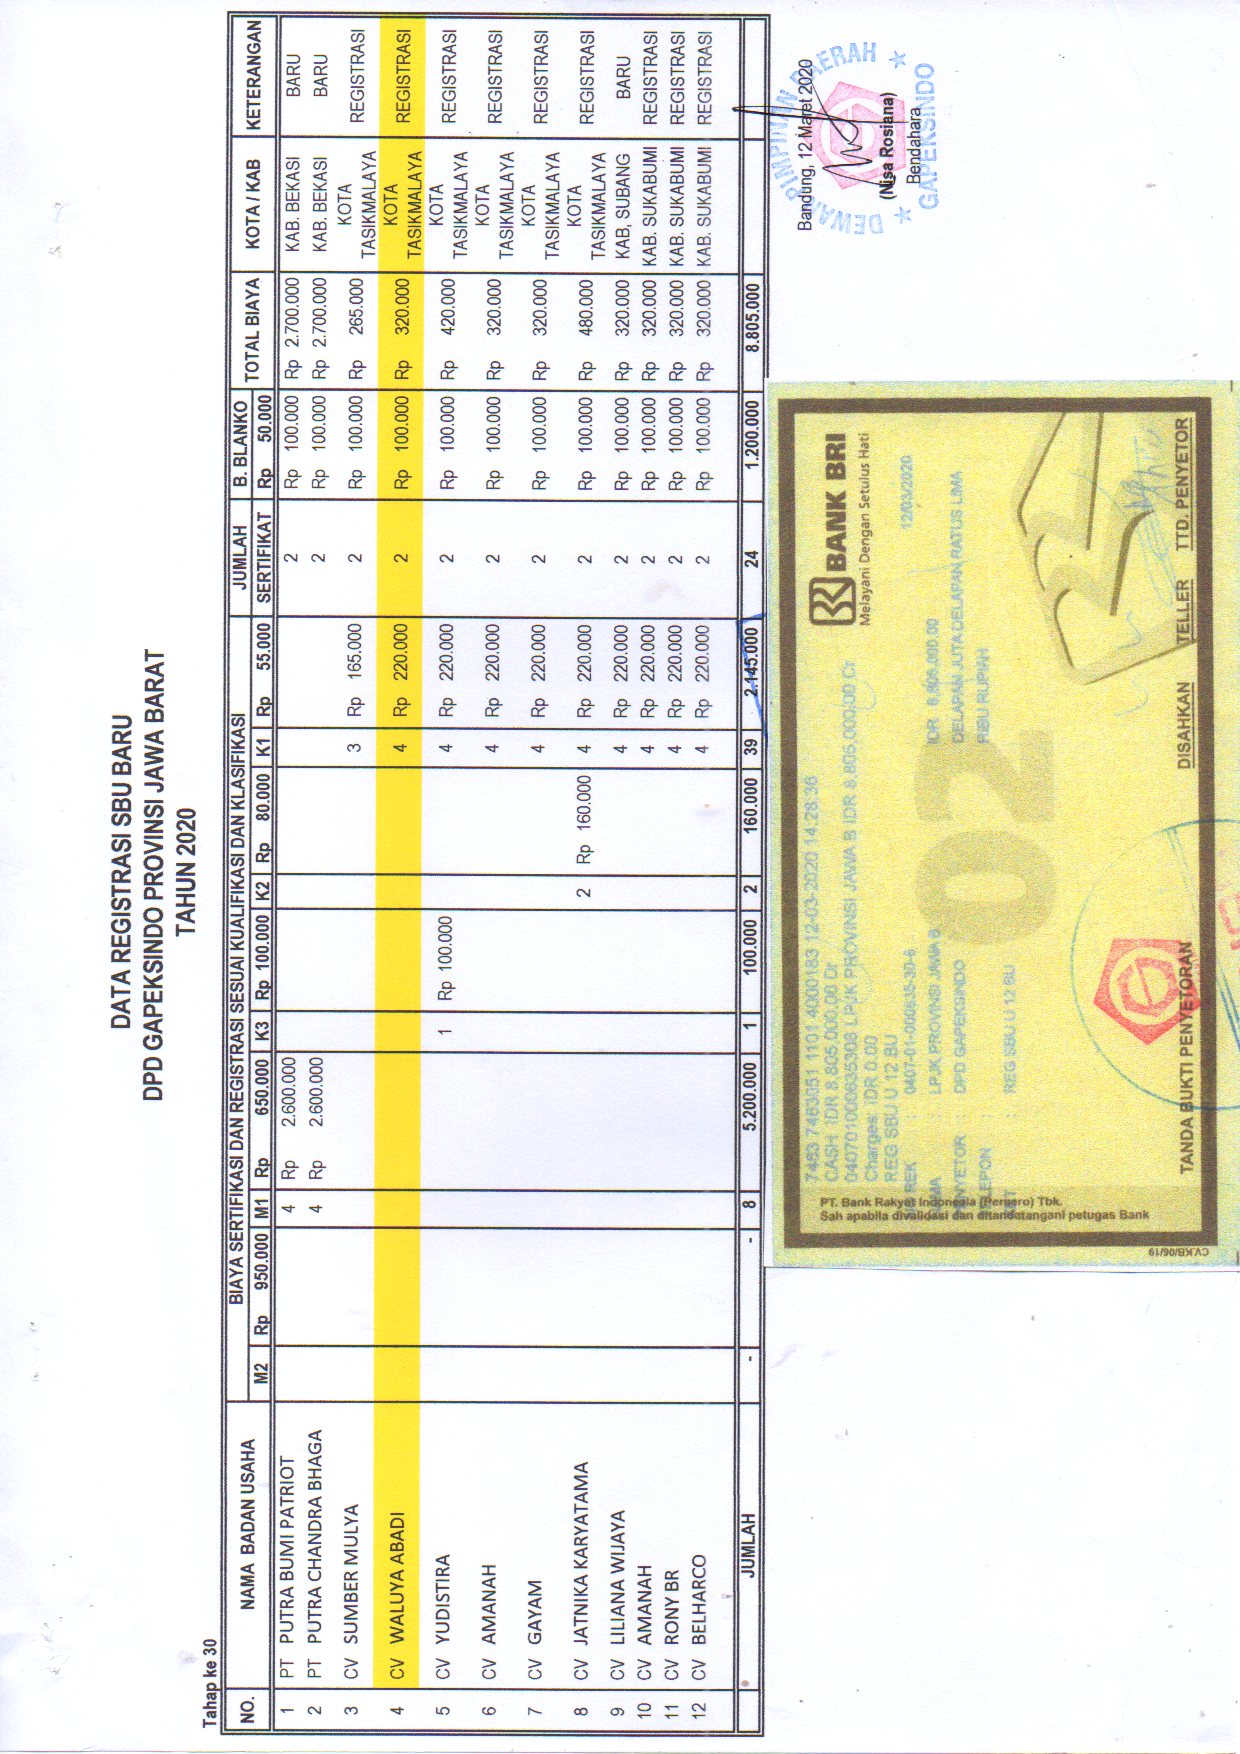 DATA REGISTRASI SBU BARU
DPD GAPEKSINDO PROVINSI JAWA BARAT
TAHUN 2020
Tahap ke 30
NO. NAMA BADAN USAHA BIAYA SERTIFIKASI DAN REGISTRASI SESUAI KUALIFIKASI DAN KLASIFIKASI JUMLAH B. BLANKO TOTAL BIAYA KOTA / KAB KETERANGAN
M2 Rp 950.000 M1 Rp 650.000 K3 Rp 100.000 K2 Rp 80.000 K1 Rp 55.000 SERTIFIKAT Rp 50.000
1 PT PUTRA BUMI PATRIOT 4 Rp 2.600.000 2 Rp 100.000 Rp 2.700.000 KAB. BEKASI BARU
2 PT PUTRA CHANDRA BHAGA 4 Rp 2.600.000 2 Rp 100.000 Rp 2.700.000 KAB. BEKASI BARU
3 CV SUMBER MULYA 3 Rp 165.000 2 Rp 100.000 Rp 265.000 KOTA TASIKMALAYA REGISTRASI
4 CV WALUYA ABADI 4 Rp 220.000 2 Rp 100.000 Rp 320.000 KOTA TASIKMALAYA REGISTRASI
5 CV YUDISTIRA 1 Rp 100.000 4 Rp 220.000 2 Rp 100.000 Rp 420.000 KOTA TASIKMALAYA REGISTRASI
6 CV AMANAH 4 Rp 220.000 2 Rp 100.000 Rp 320.000 KOTA TASIKMALAYA REGISTRASI
7 CV GAYAM 4 Rp 220.000 2 Rp 100.000 Rp 320.000 KOTA TASIKMALAYA REGISTRASI
8 CV JATNIKA KARYATAMA 2 Rp 160.000 4 Rp 220.000 2 Rp 100.000 Rp 480.000 KOTA TASIKMALAYA REGISTRASI
9 CV LILIANA WIJAYA 4 Rp 220.000 2 Rp 100.000 Rp 320.000 KAB, SUBANG BARU
10 CV AMANAH 4 Rp 220.000 2 Rp 100.000 Rp 320.000 KAB. SUKABUMI REGISTRASI
11 CV RONY BR 4 Rp 220.000 2 Rp 100.000 Rp 320.000 KAB. SUKABUMI REGISTRASI
12 CV BELHARCO 4 Rp 220.000 2 Rp 100.000 Rp 320.000 KAB. SUKABUMI REGISTRASI
JUMLAH - - 8 5.200.000 1 100.000 2 160.000 39 2.145.000 24 1.200.000 8.805.000
Bandung, 12 Maret 2020
(Nisa Rosiana)
Bendahara
DEWAN PIMPINAN DAERAH
GAPEKSINDO
BANK BRI
Melayani Dengan Setulus Hati
7463 7463051 1101 4000183 12-03-2020 14:28:36
CASH IDR 8.805.000,00 Cr
LPJK PROVINSI JAWA B IDR 8,805,000.00 Cr
Charges: IDR 0.00
REG SBU U 12 BU
12/03/2020
0407-01-000635-30-6 IDR 8,805,000.00
LPJK PROVINSI JAWA B DELAPAN JUTA DELAPAN RATUS LIMA
DPD GAPEKSINDO RIBU RUPIAH
REG SBU U 12 BU
TANDA BUKTI PENYETORAN DISAHKAN TELLER TTD. PENYETOR
PT. Bank Rakyat Indonesia (Persero) Tbk.
Sah apabila divalidasi dan ditandatangani petugas Bank
CV.KB/06/19